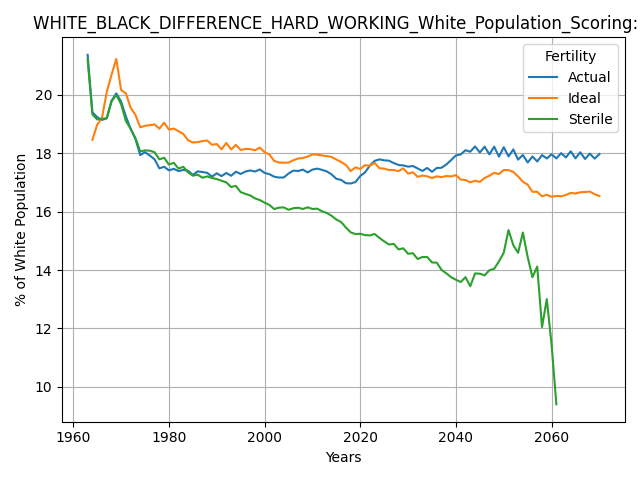 WHITE_BLACK_DIFFERENCE_HARD_WORKING_White_Population_Scoring:
Fertility
Actual
Ideal
Sterile
% of White Population
20
18
16
14
12
10
1960 1980 2000 2020 2040 2060
Years